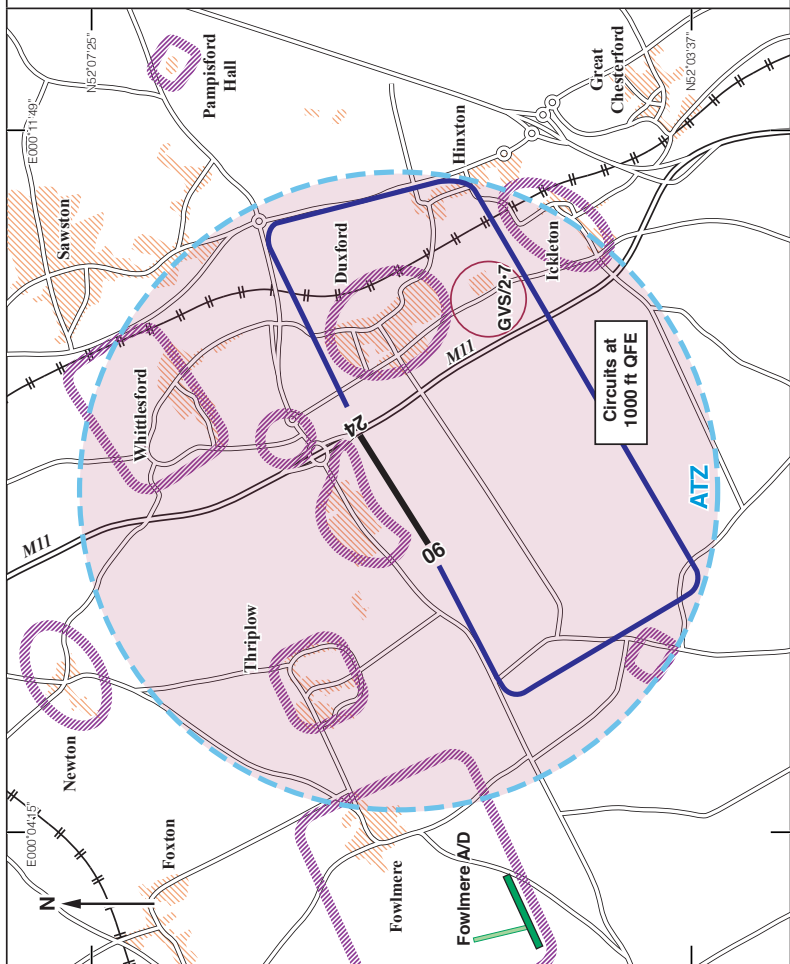 N
E000°04'15"
E000°11'49"
N52°07'25"
Newton
M11
Sawston
Foxton
Whittlesford
Pampisford
Hall
Thriplow
Duxford
24
06
M11
Hinxton
Fowlmere
Fowlmere A/D
GVS/2·7
Ickleton
Great
Chesterford
Circuits at
1000 ft QFE
ATZ
N52°03'37"